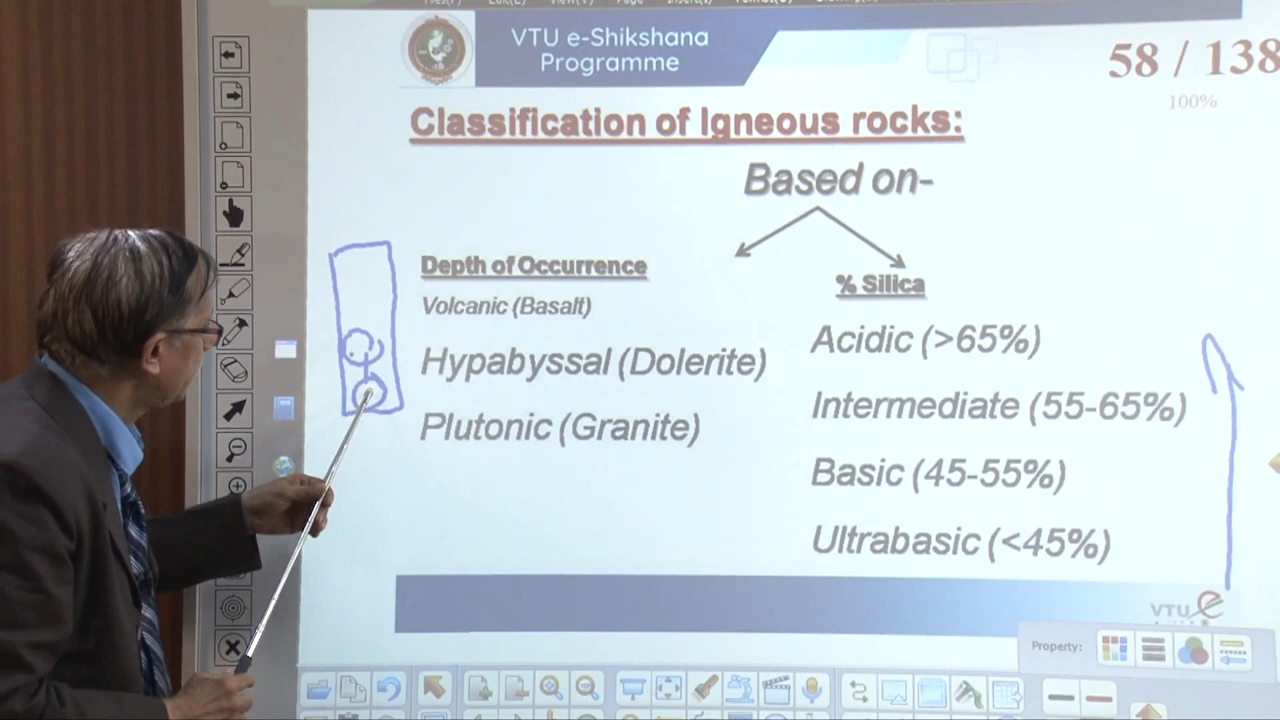 VTU e-Shikshana
Programme
58 / 138
100%
Classification of Igneous rocks:
Based on-
Depth of Occurrence
Volcanic (Basalt)
Hypabyssal (Dolerite)
Plutonic (Granite)
% Silica
Acidic (>65%)
Intermediate (55-65%)
Basic (45-55%)
Ultrabasic (<45%)
VTU e
Property: